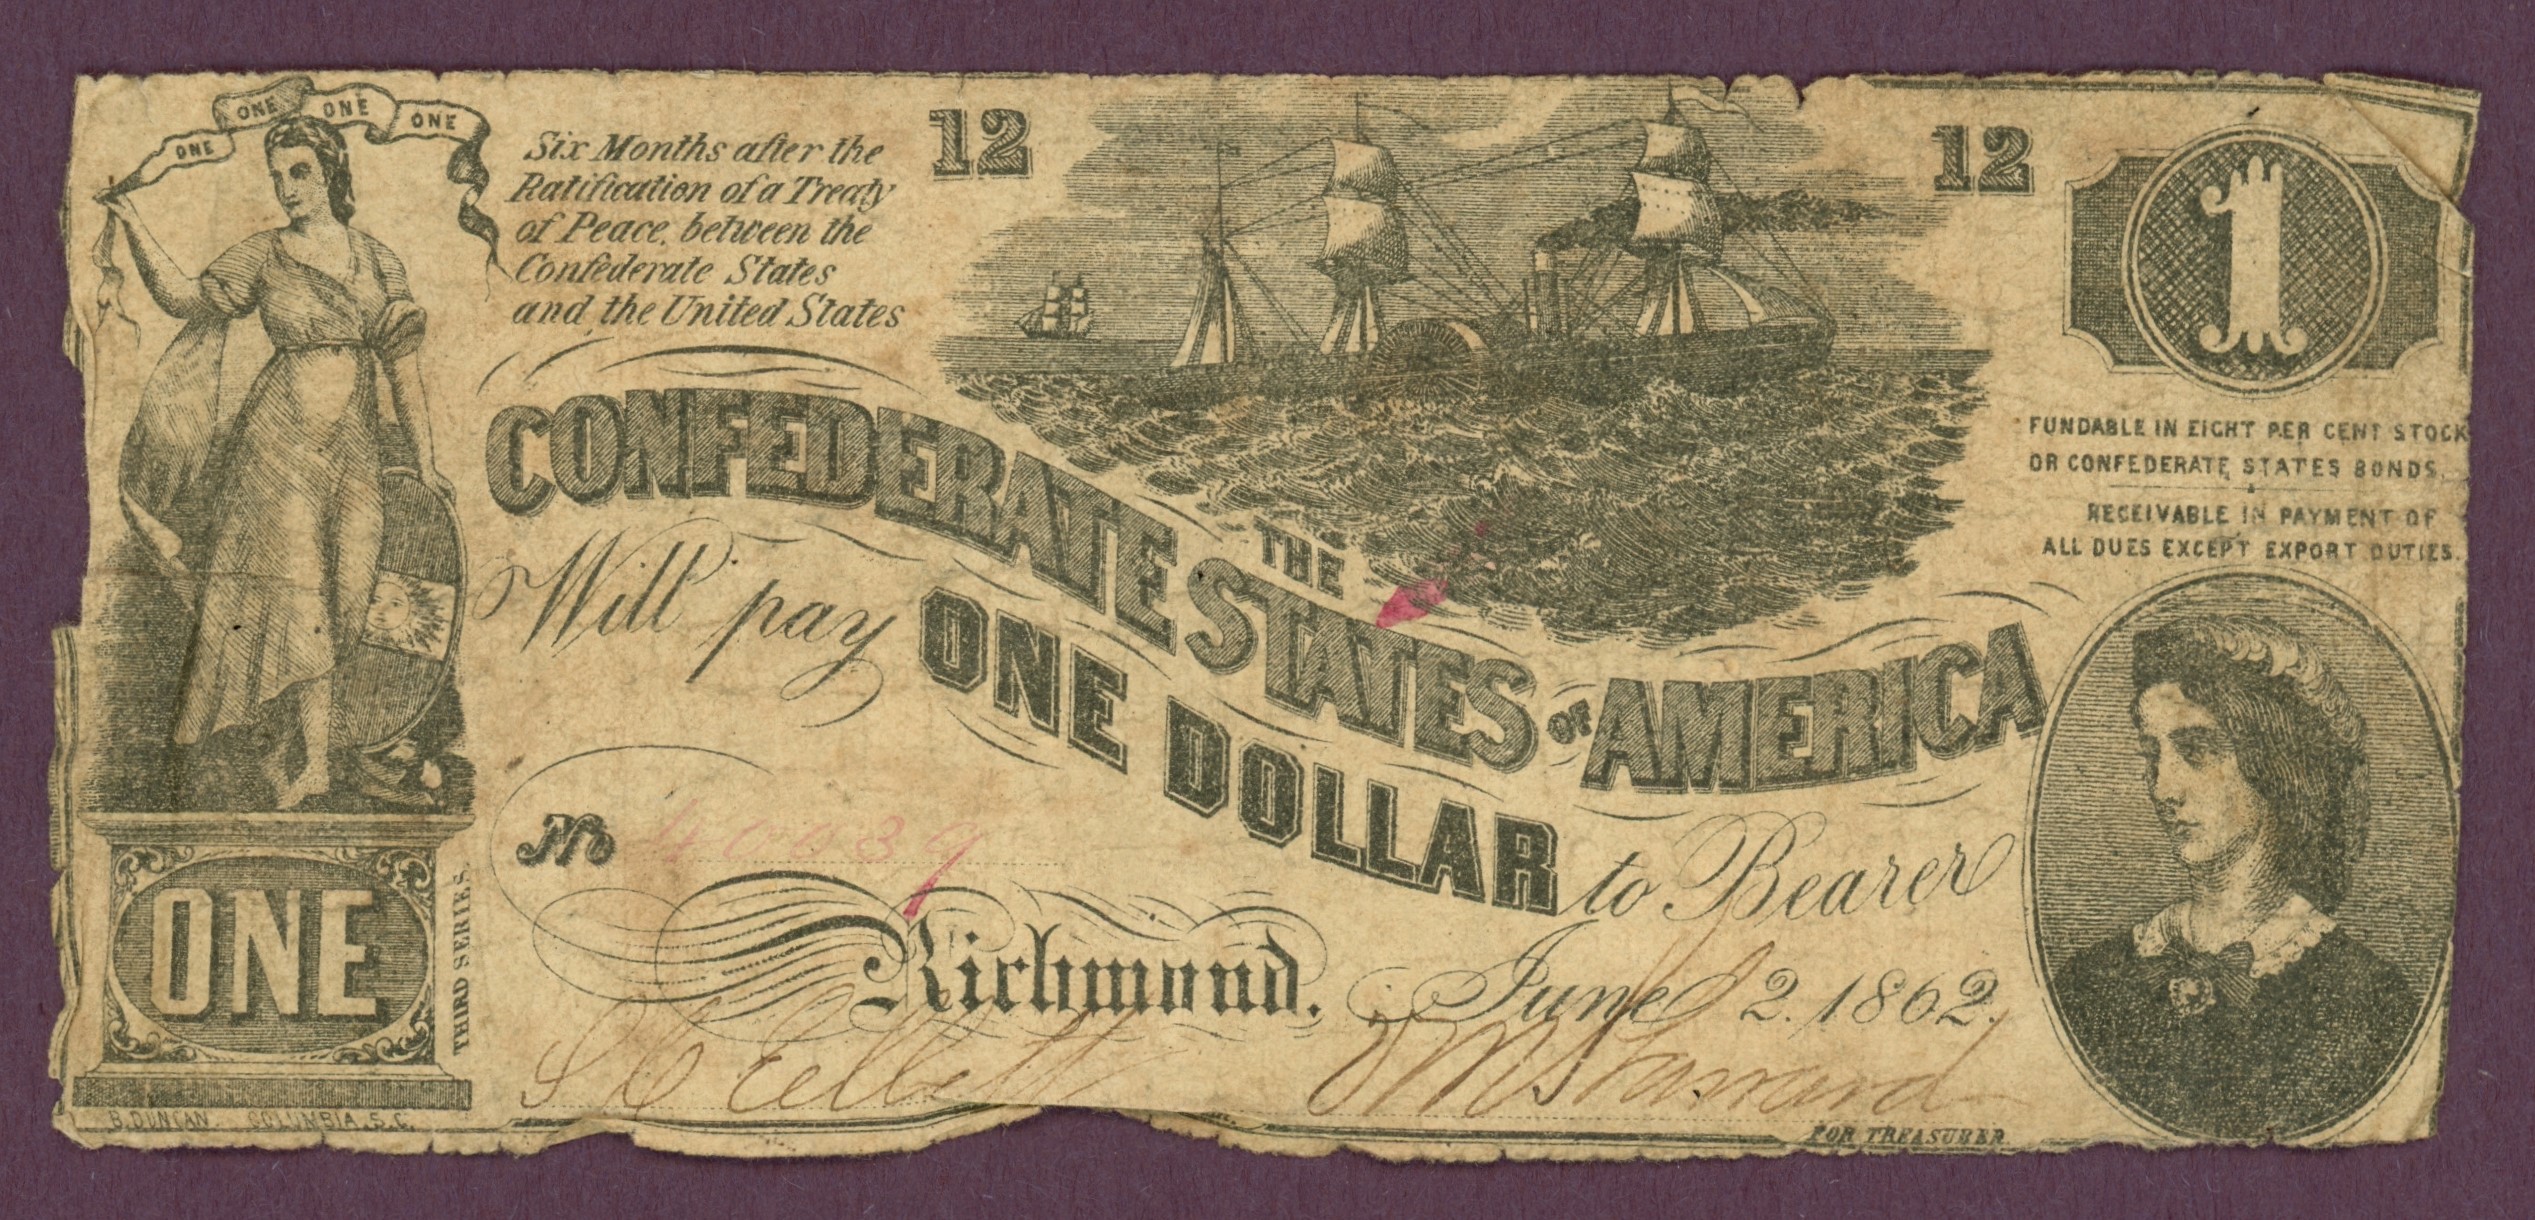 ONE ONE ONE ONE
Six Months after the
Ratification of a Treaty
of Peace, between the
Confederate States
and the United States
12
12
1
FUNDABLE IN EIGHT PER CENT STOCK
OR CONFEDERATE STATES BONDS.
RECEIVABLE IN PAYMENT OF
ALL DUES EXCEPT EXPORT DUTIES.
THE
CONFEDERATE STATES OF AMERICA
Will pay ONE DOLLAR to Bearer
No 40039
Richmond. June 2. 1862.
ONE
THIRD SERIES.
B. DUNCAN. COLUMBIA, S.C.
FOR TREASURER